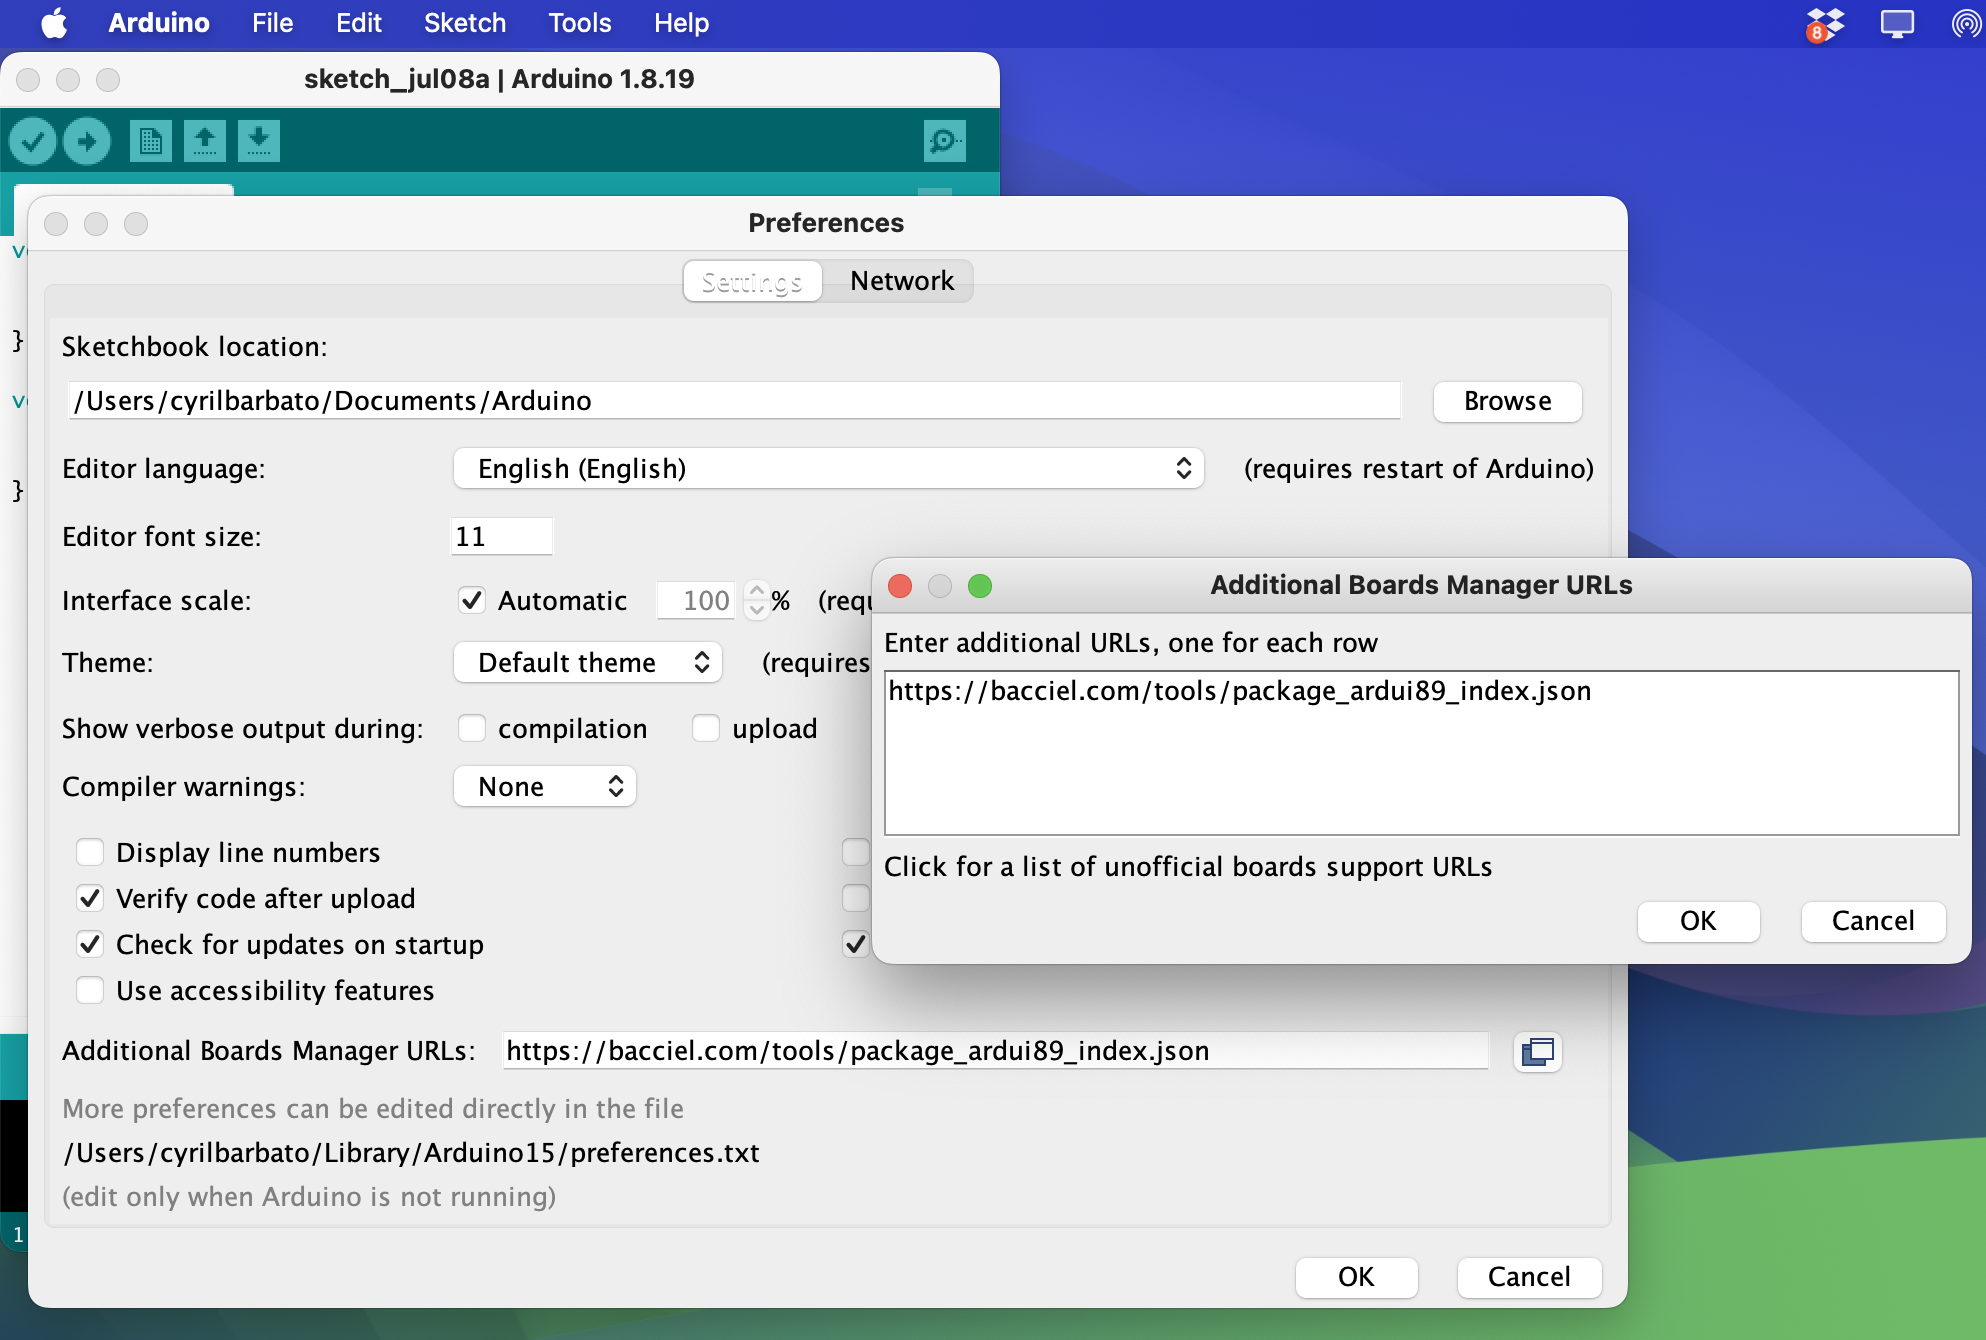 Arduino File Edit Sketch Tools Help
8
sketch_jul08a | Arduino 1.8.19
Preferences
Settings Network
Sketchbook location:
/Users/cyrilbarbato/Documents/Arduino Browse
Editor language: English (English) (requires restart of Arduino)
Editor font size: 11
Interface scale: Automatic 100 % (requ
Theme: Default theme (requires
Show verbose output during: compilation upload
Compiler warnings: None
Display line numbers
Verify code after upload
Check for updates on startup
Use accessibility features
Additional Boards Manager URLs: https://bacciel.com/tools/package_ardui89_index.json
More preferences can be edited directly in the file
/Users/cyrilbarbato/Library/Arduino15/preferences.txt
(edit only when Arduino is not running)
OK Cancel
Additional Boards Manager URLs
Enter additional URLs, one for each row
https://bacciel.com/tools/package_ardui89_index.json
Click for a list of unofficial boards support URLs
OK Cancel
}
}
1